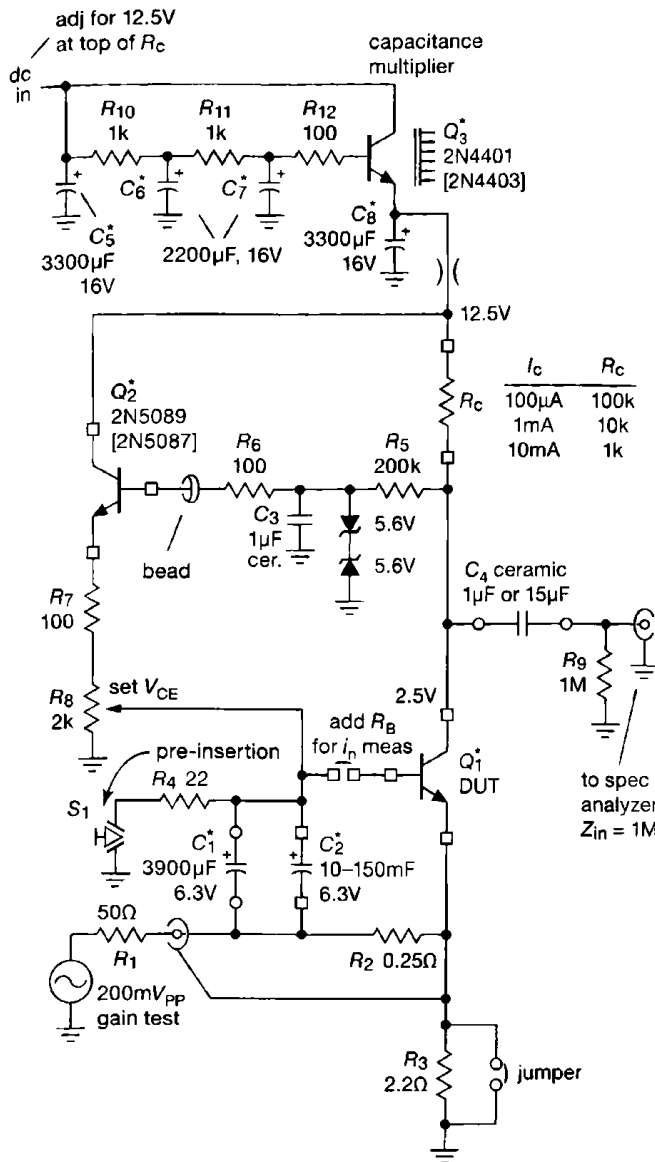 adj for 12.5V
at top of Rc
dc
in
capacitance
multiplier
R10
1k
R11
1k
R12
100
Q3*
2N4401
[2N4403]
C5*
3300µF
16V
C6*
C7*
2200µF, 16V
C8*
3300µF
16V
12.5V
Q2*
2N5089
[2N5087]
R6
100
R5
200k
Rc
Ic Rc
100µA 100k
1mA 10k
10mA 1k
bead
C3
1µF
cer.
5.6V
5.6V
R7
100
C4 ceramic
1µF or 15µF
R9
1M
R8
2k
set VCE
2.5V
add RB
for in meas
Q1*
DUT
to spec
analyzer
Zin = 1M
pre-insertion
S1
R4 22
C1*
3900µF
6.3V
C2*
10–150mF
6.3V
50Ω
R1
R2 0.25Ω
200mVPP
gain test
R3
2.2Ω
jumper